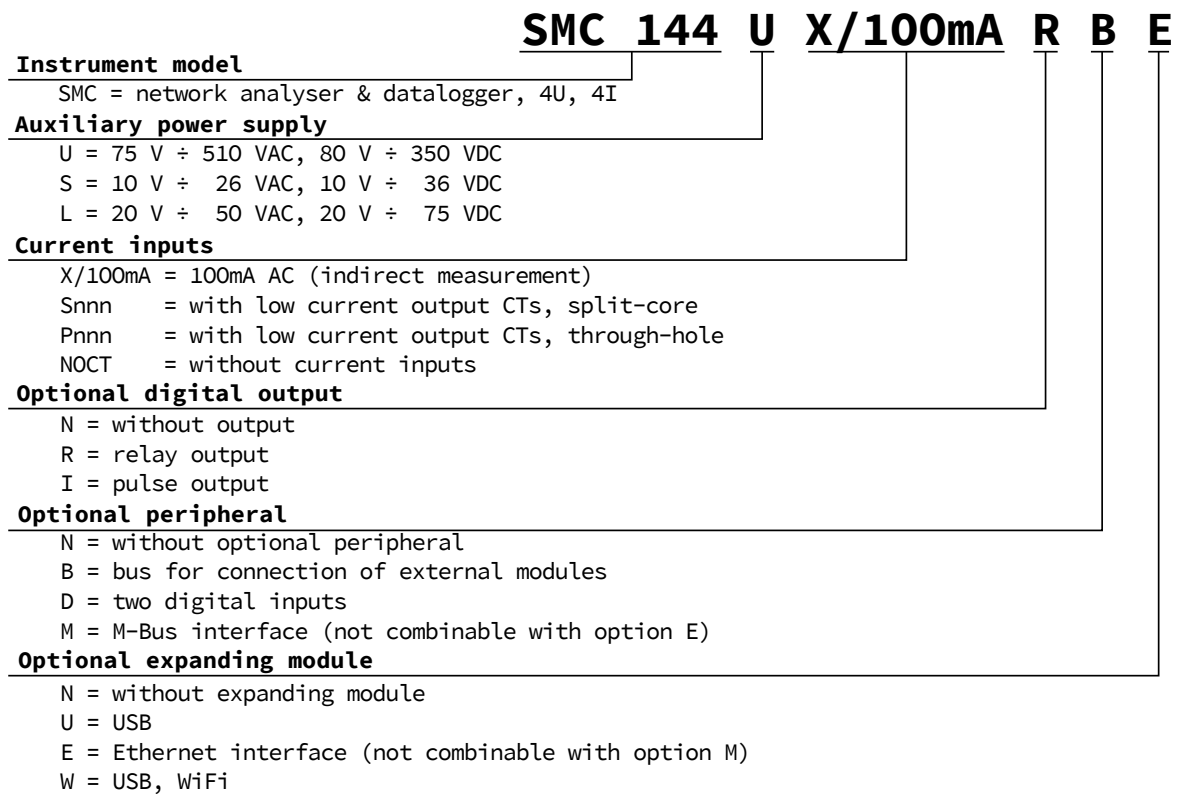 SMC 144 U X/100mA R B E
Instrument model
SMC = network analyser & datalogger, 4U, 4I
Auxiliary power supply
U = 75 V ÷ 510 VAC, 80 V ÷ 350 VDC
S = 10 V ÷ 26 VAC, 10 V ÷ 36 VDC
L = 20 V ÷ 50 VAC, 20 V ÷ 75 VDC
Current inputs
X/100mA = 100mA AC (indirect measurement)
Snnn = with low current output CTs, split-core
Pnnn = with low current output CTs, through-hole
NOCT = without current inputs
Optional digital output
N = without output
R = relay output
I = pulse output
Optional peripheral
N = without optional peripheral
B = bus for connection of external modules
D = two digital inputs
M = M-Bus interface (not combinable with option E)
Optional expanding module
N = without expanding module
U = USB
E = Ethernet interface (not combinable with option M)
W = USB, WiFi